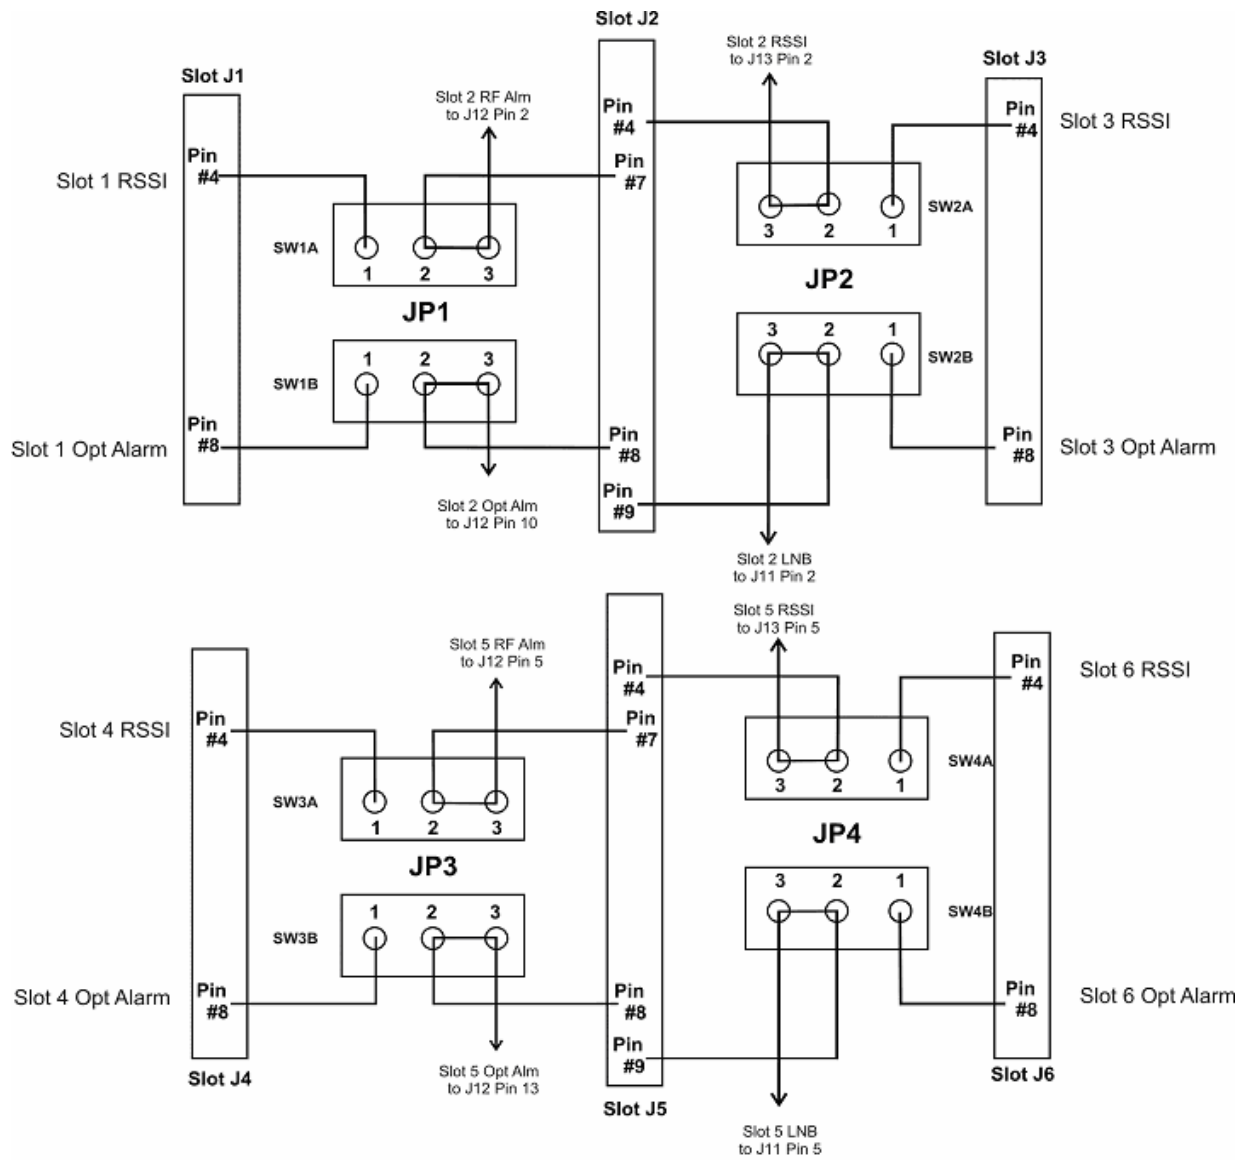 Slot J2
Slot 2 RSSI
to J13 Pin 2
Slot J3
Slot J1
Slot 2 RF Alm
to J12 Pin 2
Pin
#4
Pin
#4
Slot 3 RSSI
Pin
#4
Slot 1 RSSI
Pin
#7
SW2A
3 2 1
SW1A
1 2 3
JP2
JP1
3 2 1
SW2B
1 2 3
SW1B
Pin
#8
Slot 1 Opt Alarm
Pin
#8
Pin
#8
Slot 3 Opt Alarm
Pin
#9
Slot 2 Opt Alm
to J12 Pin 10
Slot 2 LNB
to J11 Pin 2
Slot 5 RSSI
to J13 Pin 5
Slot 5 RF Alm
to J12 Pin 5
Pin
#4
Pin
#4
Slot 6 RSSI
Slot 4 RSSI
Pin
#4
Pin
#7
SW4A
3 2 1
SW3A
1 2 3
JP4
JP3
3 2 1
SW4B
1 2 3
SW3B
Slot 4 Opt Alarm
Pin
#8
Pin
#8
Pin
#8
Slot 6 Opt Alarm
Pin
#9
Slot J4
Slot 5 Opt Alm
to J12 Pin 13
Slot J6
Slot J5
Slot 5 LNB
to J11 Pin 5